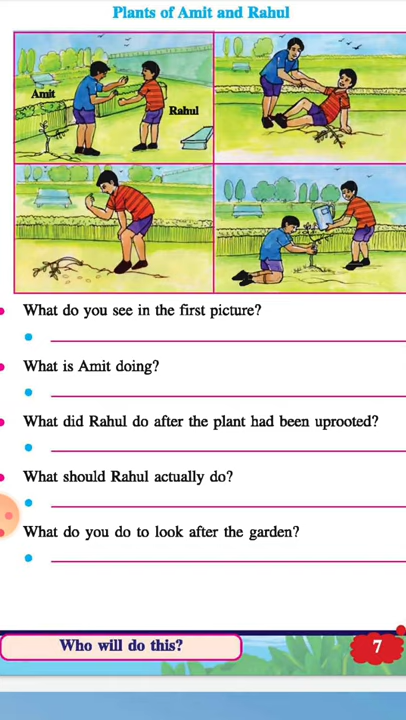 Plants of Amit and Rahul
Amit
Rahul
What do you see in the first picture?
What is Amit doing?
What did Rahul do after the plant had been uprooted?
What should Rahul actually do?
What do you do to look after the garden?
Who will do this?
7